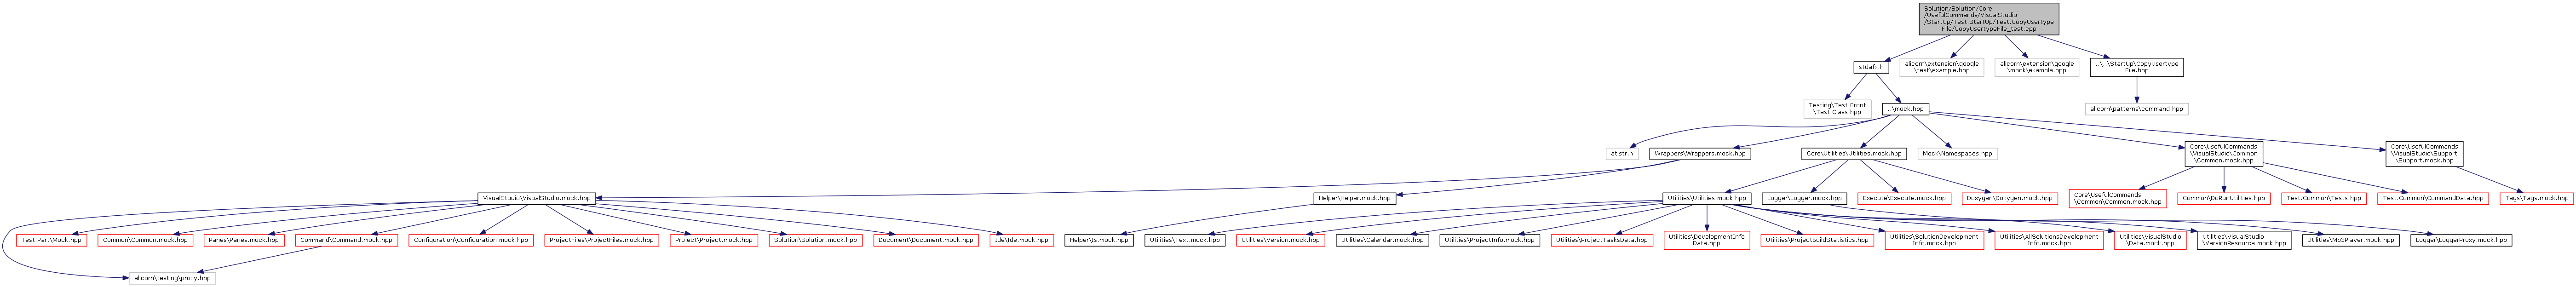 Solution/Solution/Core
/UsefulCommands/VisualStudio
/StartUp/Test.StartUp/Test.CopyUsertype
File/CopyUsertypeFile_test.cpp
stdafx.h
alicorn\extension\google
\test\example.hpp
alicorn\extension\google
\mock\example.hpp
..\..\StartUp\CopyUsertype
File.hpp
Testing\Test.Front
\Test.Class.hpp
..\mock.hpp
alicorn\patterns\command.hpp
atlstr.h
Wrappers\Wrappers.mock.hpp
Core\Utilities\Utilities.mock.hpp
Mock\Namespaces.hpp
Core\UsefulCommands
\VisualStudio\Common
\Common.mock.hpp
Core\UsefulCommands
\VisualStudio\Support
\Support.mock.hpp
VisualStudio\VisualStudio.mock.hpp
Helper\Helper.mock.hpp
Utilities\Utilities.mock.hpp
Logger\Logger.mock.hpp
Execute\Execute.mock.hpp
Doxygen\Doxygen.mock.hpp
Core\UsefulCommands
\Common\Common.mock.hpp
Common\DoRunUtilities.hpp
Test.Common\Tests.hpp
Test.Common\CommandData.hpp
Tags\Tags.mock.hpp
Test.Part\Mock.hpp
Common\Common.mock.hpp
Panes\Panes.mock.hpp
Command\Command.mock.hpp
Configuration\Configuration.mock.hpp
ProjectFiles\ProjectFiles.mock.hpp
Project\Project.mock.hpp
Solution\Solution.mock.hpp
Document\Document.mock.hpp
Ide\Ide.mock.hpp
Helper\Is.mock.hpp
Utilities\Text.mock.hpp
Utilities\Version.mock.hpp
Utilities\Calendar.mock.hpp
Utilities\ProjectInfo.mock.hpp
Utilities\ProjectTasksData.hpp
Utilities\DevelopmentInfo
Data.hpp
Utilities\ProjectBuildStatistics.hpp
Utilities\SolutionDevelopment
Info.mock.hpp
Utilities\AllSolutionsDevelopment
Info.mock.hpp
Utilities\VisualStudio
\Data.mock.hpp
Utilities\VisualStudio
\VersionResource.mock.hpp
Utilities\Mp3Player.mock.hpp
Logger\LoggerProxy.mock.hpp
alicorn\testing\proxy.hpp